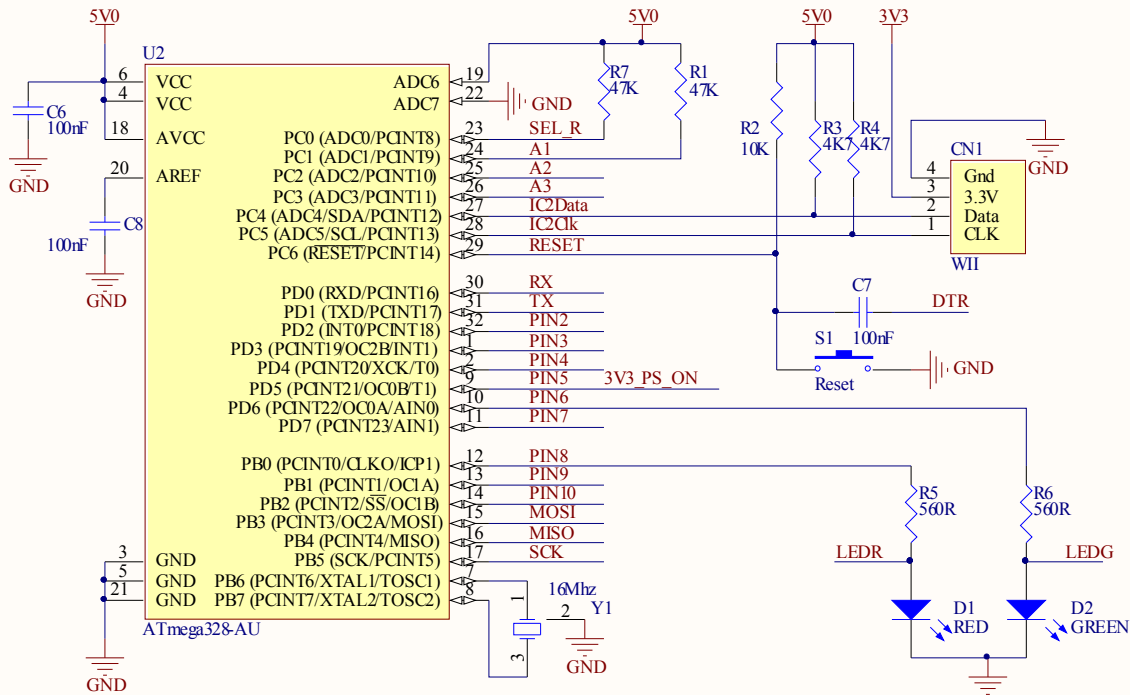 5V0
5V0
5V0
3V3
U2
6
VCC
4
VCC
18
AVCC
20
AREF
C6
100nF
GND
C8
100nF
GND
ADC6
19
ADC7
22
GND
R7
47K
R1
47K
PC0 (ADC0/PCINT8)
23
SEL_R
PC1 (ADC1/PCINT9)
24
A1
PC2 (ADC2/PCINT10)
25
A2
PC3 (ADC3/PCINT11)
26
A3
PC4 (ADC4/SDA/PCINT12)
27
IC2Data
PC5 (ADC5/SCL/PCINT13)
28
IC2Clk
PC6 (RESET/PCINT14)
29
RESET
R2
10K
R3
4K7
R4
4K7
CN1
GND
4
Gnd
3
3.3V
2
Data
1
CLK
WII
PD0 (RXD/PCINT16)
30
RX
PD1 (TXD/PCINT17)
31
TX
PD2 (INT0/PCINT18)
32
PIN2
PD3 (PCINT19/OC2B/INT1)
1
PIN3
PD4 (PCINT20/XCK/T0)
2
PIN4
PD5 (PCINT21/OC0B/T1)
9
PIN5
3V3_PS_ON
PD6 (PCINT22/OC0A/AIN0)
10
PIN6
PD7 (PCINT23/AIN1)
11
PIN7
C7
100nF
DTR
S1
Reset
GND
PB0 (PCINT0/CLKO/ICP1)
12
PIN8
PB1 (PCINT1/OC1A)
13
PIN9
PB2 (PCINT2/SS/OC1B)
14
PIN10
PB3 (PCINT3/OC2A/MOSI)
15
MOSI
PB4 (PCINT4/MISO)
16
MISO
PB5 (SCK/PCINT5)
17
SCK
3
GND
5
GND
21
GND
PB6 (PCINT6/XTAL1/TOSC1)
7
PB7 (PCINT7/XTAL2/TOSC2)
8
ATmega328-AU
GND
16Mhz
1
2
Y1
3
GND
R5
560R
R6
560R
LEDR
LEDG
D1
RED
D2
GREEN